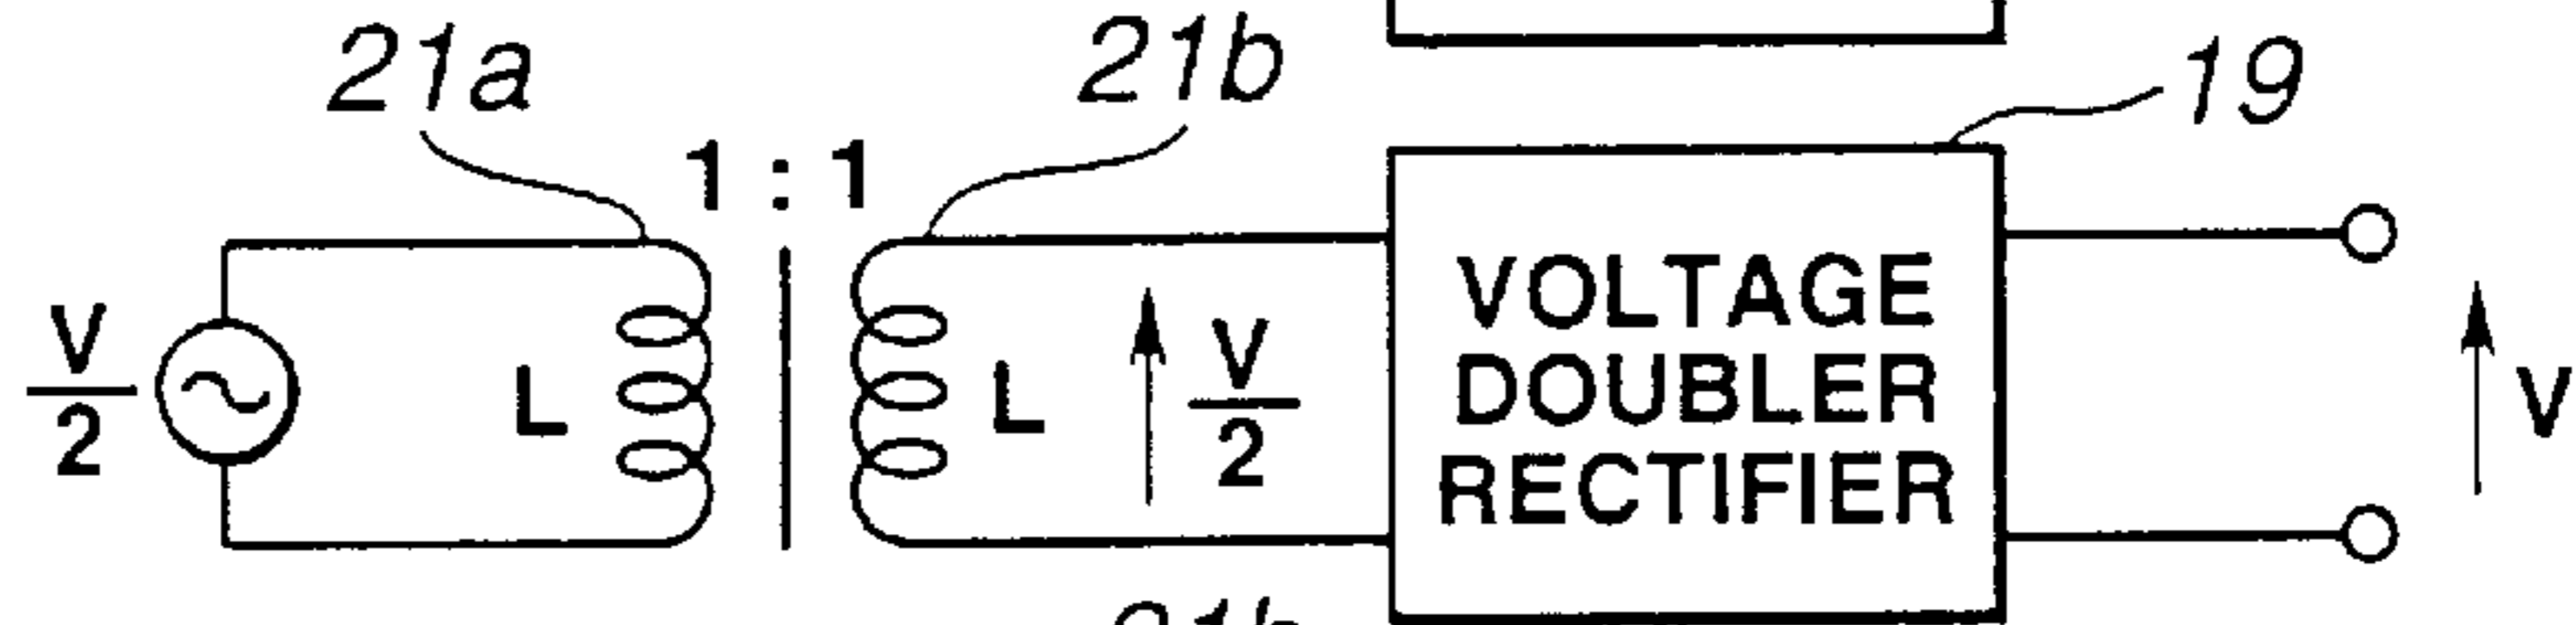 21a
21b
19
1 : 1
V
2
L
L
V
2
VOLTAGE
DOUBLER
RECTIFIER
V